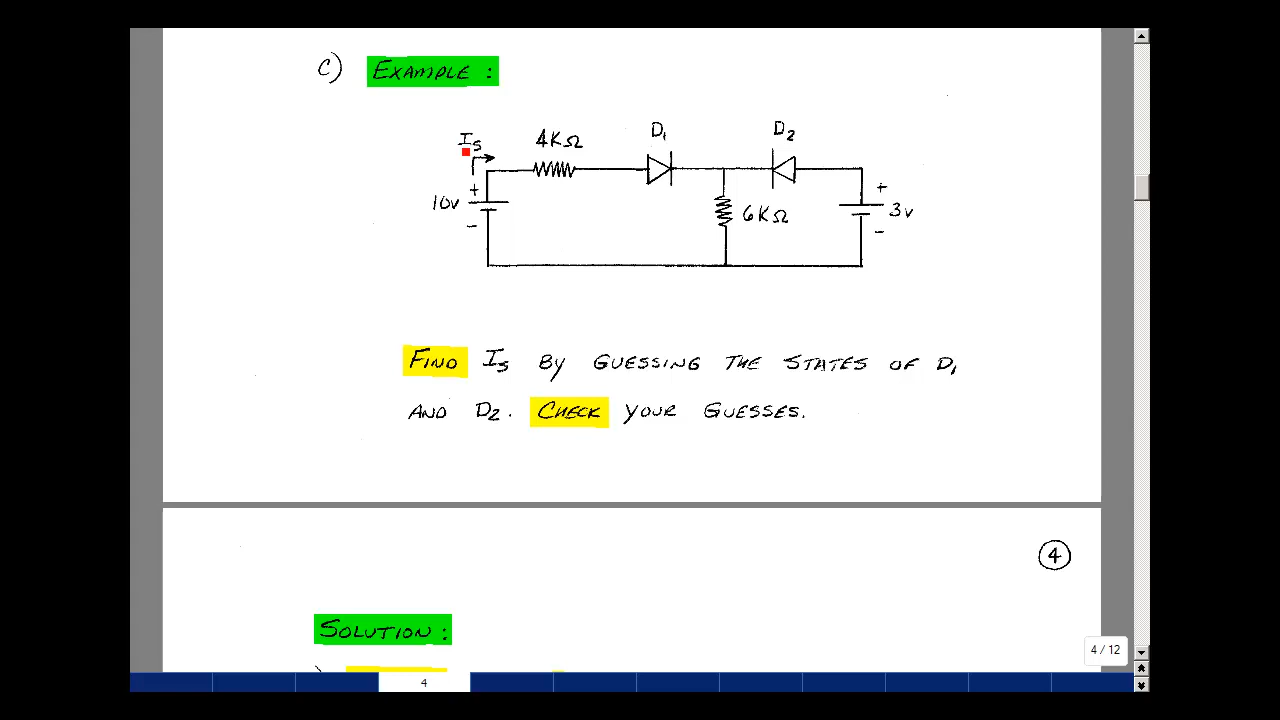 C) EXAMPLE :
Is 4KΩ D1 D2
+
10V
-
6KΩ
+
3V
-
FIND Is BY GUESSING THE STATES OF D1
AND D2. CHECK YOUR GUESSES.
4
SOLUTION :
4 / 12
4